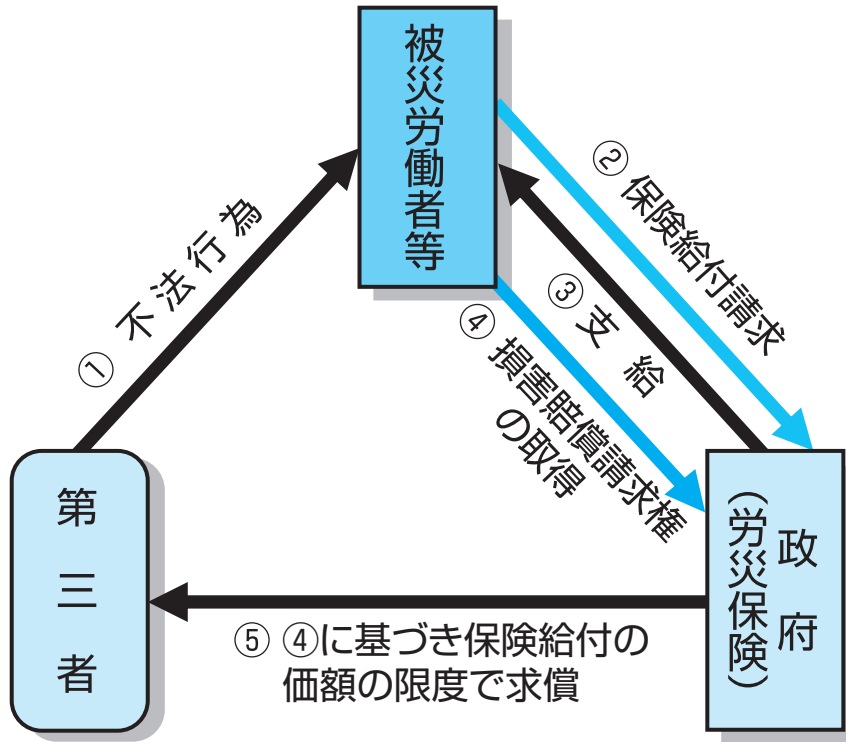 被災労働者等
① 不法行為
② 保険給付請求
③ 支給
④ 損害賠償請求権
の取得
第三者
政府
(労災保険)
⑤ ④に基づき保険給付の
価額の限度で求償